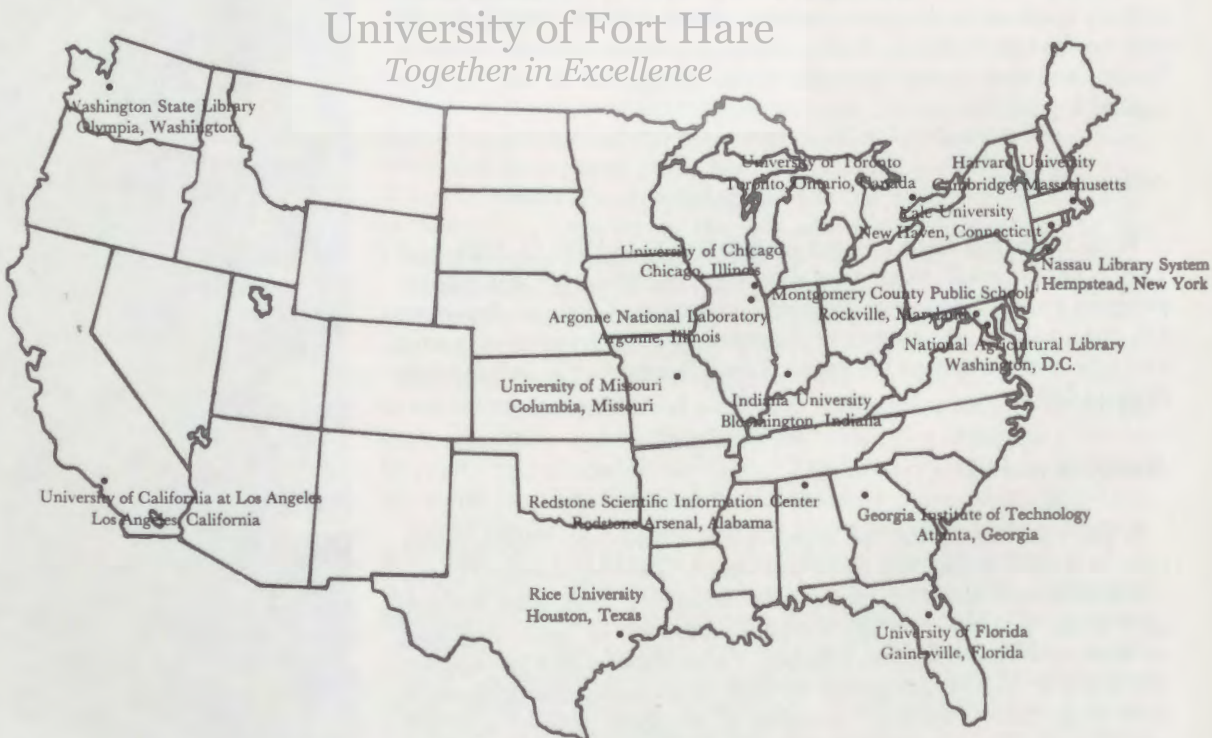 University of Fort Hare
Together in Excellence
Washington State Library
Olympia, Washington
University of Toronto
Toronto, Ontario, Canada
Harvard University
Cambridge, Massachusetts
Yale University
New Haven, Connecticut
University of Chicago
Chicago, Illinois
Nassau Library System
Hempstead, New York
Montgomery County Public Schools
Rockville, Maryland
Argonne National Laboratory
Argonne, Illinois
National Agricultural Library
Washington, D.C.
University of Missouri
Columbia, Missouri
Indiana University
Bloomington, Indiana
University of California at Los Angeles
Los Angeles, California
Redstone Scientific Information Center
Redstone Arsenal, Alabama
Georgia Institute of Technology
Atlanta, Georgia
Rice University
Houston, Texas
University of Florida
Gainesville, Florida